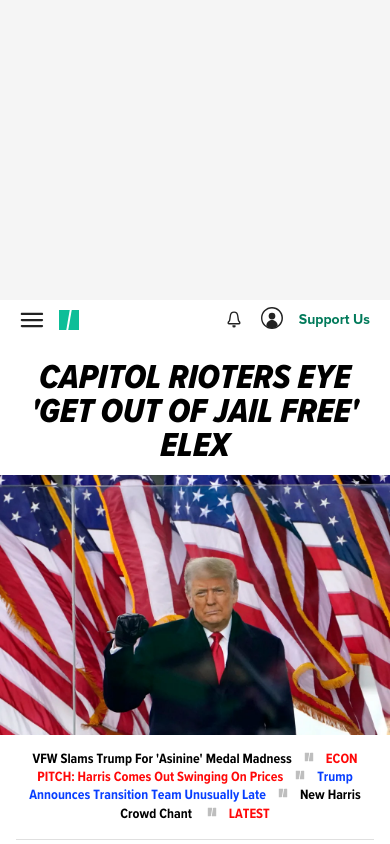 Support Us
CAPITOL RIOTERS EYE
'GET OUT OF JAIL FREE'
ELEX
VFW Slams Trump For 'Asinine' Medal Madness ECON
PITCH: Harris Comes Out Swinging On Prices Trump
Announces Transition Team Unusually Late New Harris
Crowd Chant LATEST